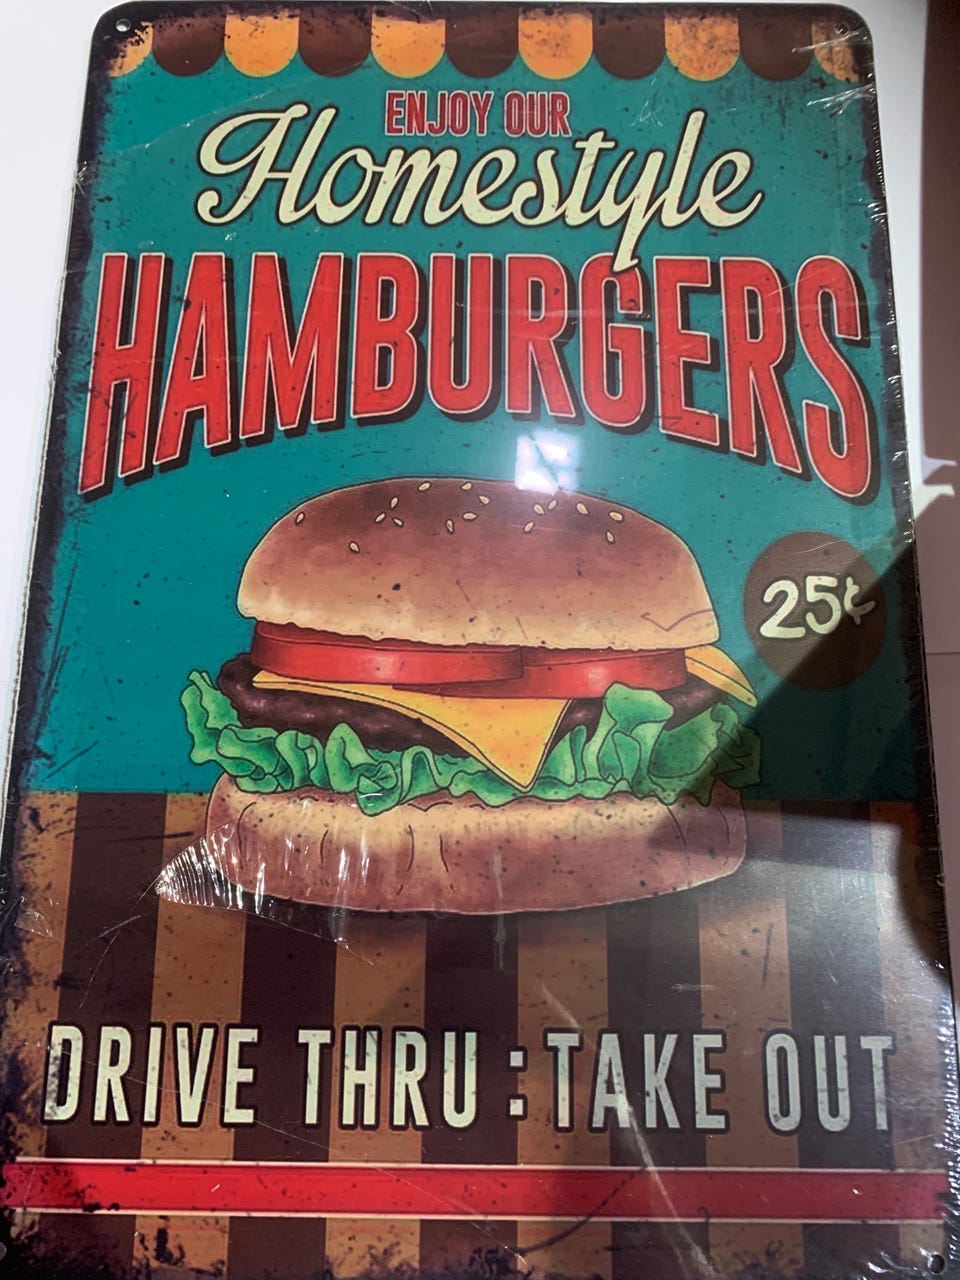 ENJOY OUR
Homestyle
HAMBURGERS
25¢
DRIVE THRU : TAKE OUT